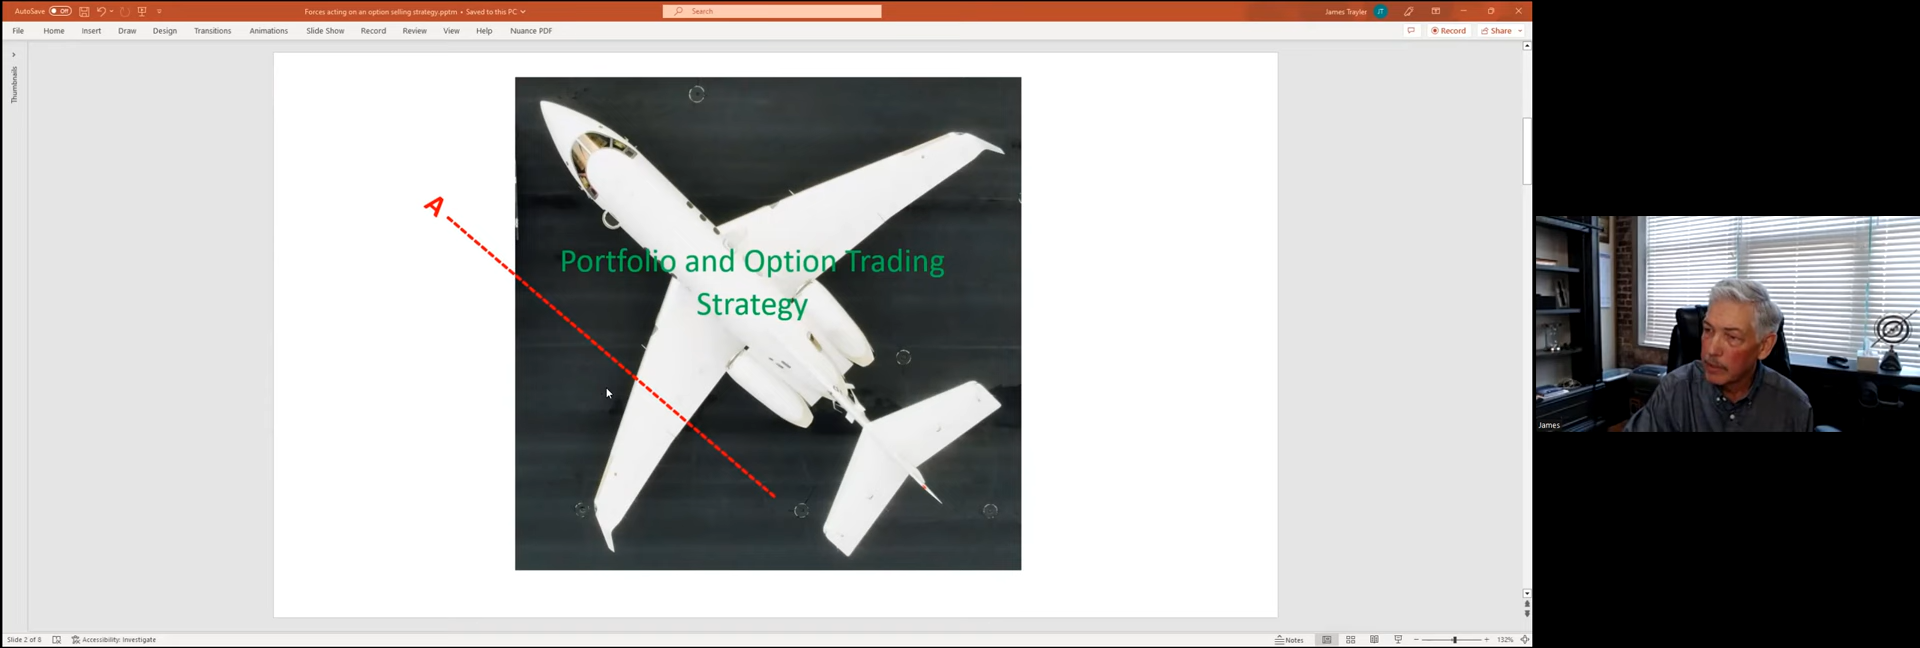 AutoSave Off
Forces acting on an option selling strategy.pptm • Saved to this PC
Search
James Trayler JT
File Home Insert Draw Design Transitions Animations Slide Show Record Review View Help Nuance PDF
Record Share
Thumbnails
A
Portfolio and Option Trading
Strategy
James
Slide 2 of 8 Accessibility: Investigate
Notes 132%